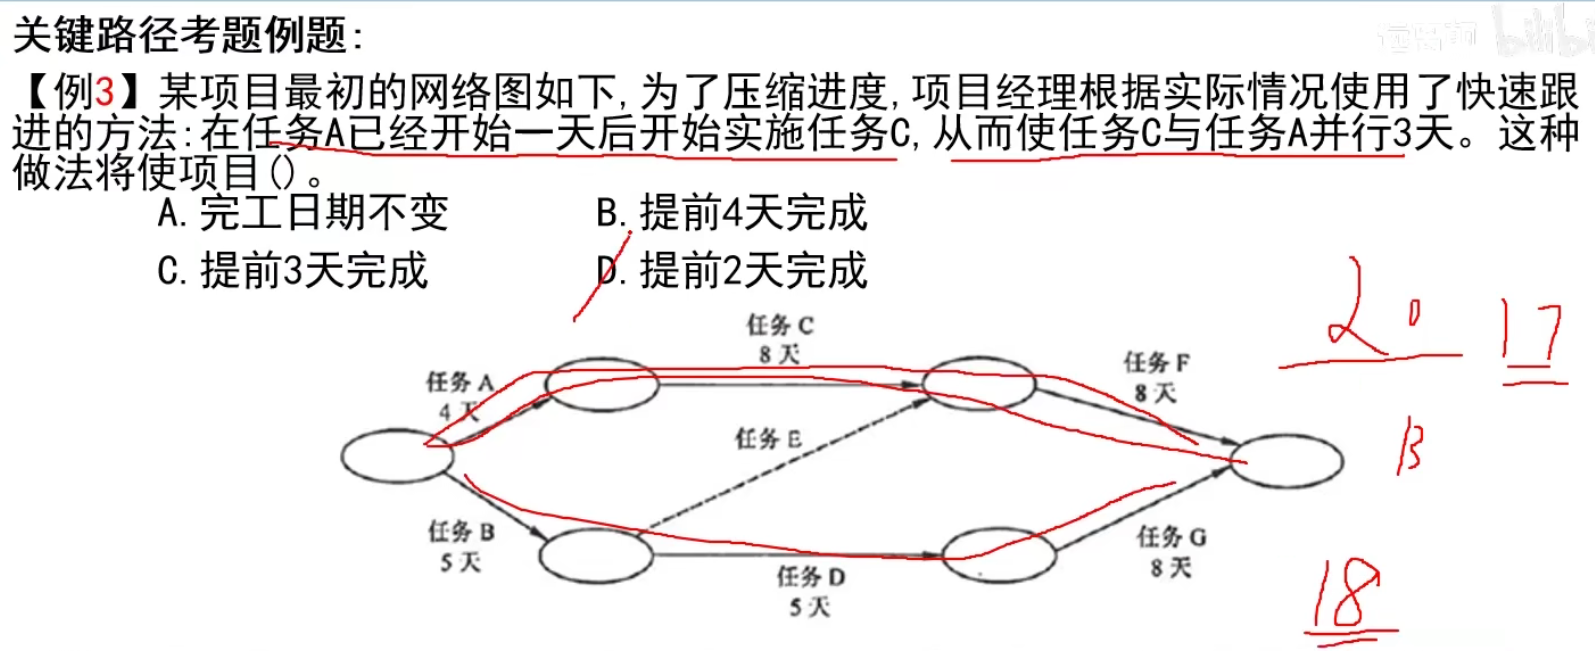 关键路径考题例题:
bilibili
【例3】某项目最初的网络图如下,为了压缩进度,项目经理根据实际情况使用了快速跟
进的方法:在任务A已经开始一天后开始实施任务C,从而使任务C与任务A并行3天。这种
做法将使项目()。
A.完工日期不变 B.提前4天完成
C.提前3天完成 D.提前2天完成
20 17
任务C
8天
任务F
8天
任务A
4天
任务E
B
任务B
5天
任务G
8天
任务D
5天
18